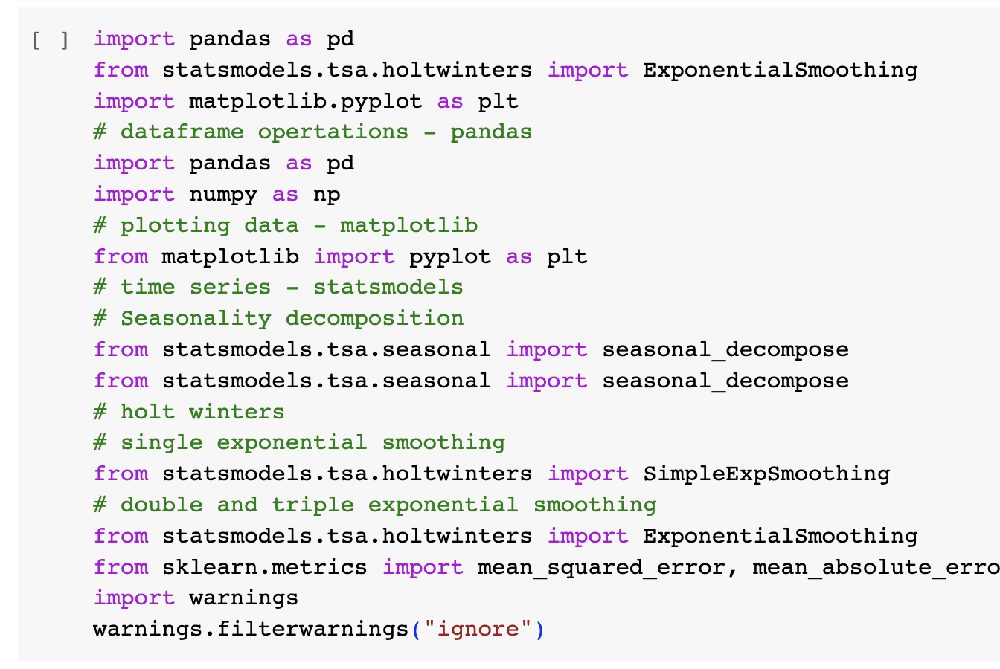 [ ] import pandas as pd
from statsmodels.tsa.holtwinters import ExponentialSmoothing
import matplotlib.pyplot as plt
# dataframe opertations - pandas
import pandas as pd
import numpy as np
# plotting data - matplotlib
from matplotlib import pyplot as plt
# time series - statsmodels
# Seasonality decomposition
from statsmodels.tsa.seasonal import seasonal_decompose
from statsmodels.tsa.seasonal import seasonal_decompose
# holt winters
# single exponential smoothing
from statsmodels.tsa.holtwinters import SimpleExpSmoothing
# double and triple exponential smoothing
from statsmodels.tsa.holtwinters import ExponentialSmoothing
from sklearn.metrics import mean_squared_error, mean_absolute_erro
import warnings
warnings.filterwarnings("ignore")